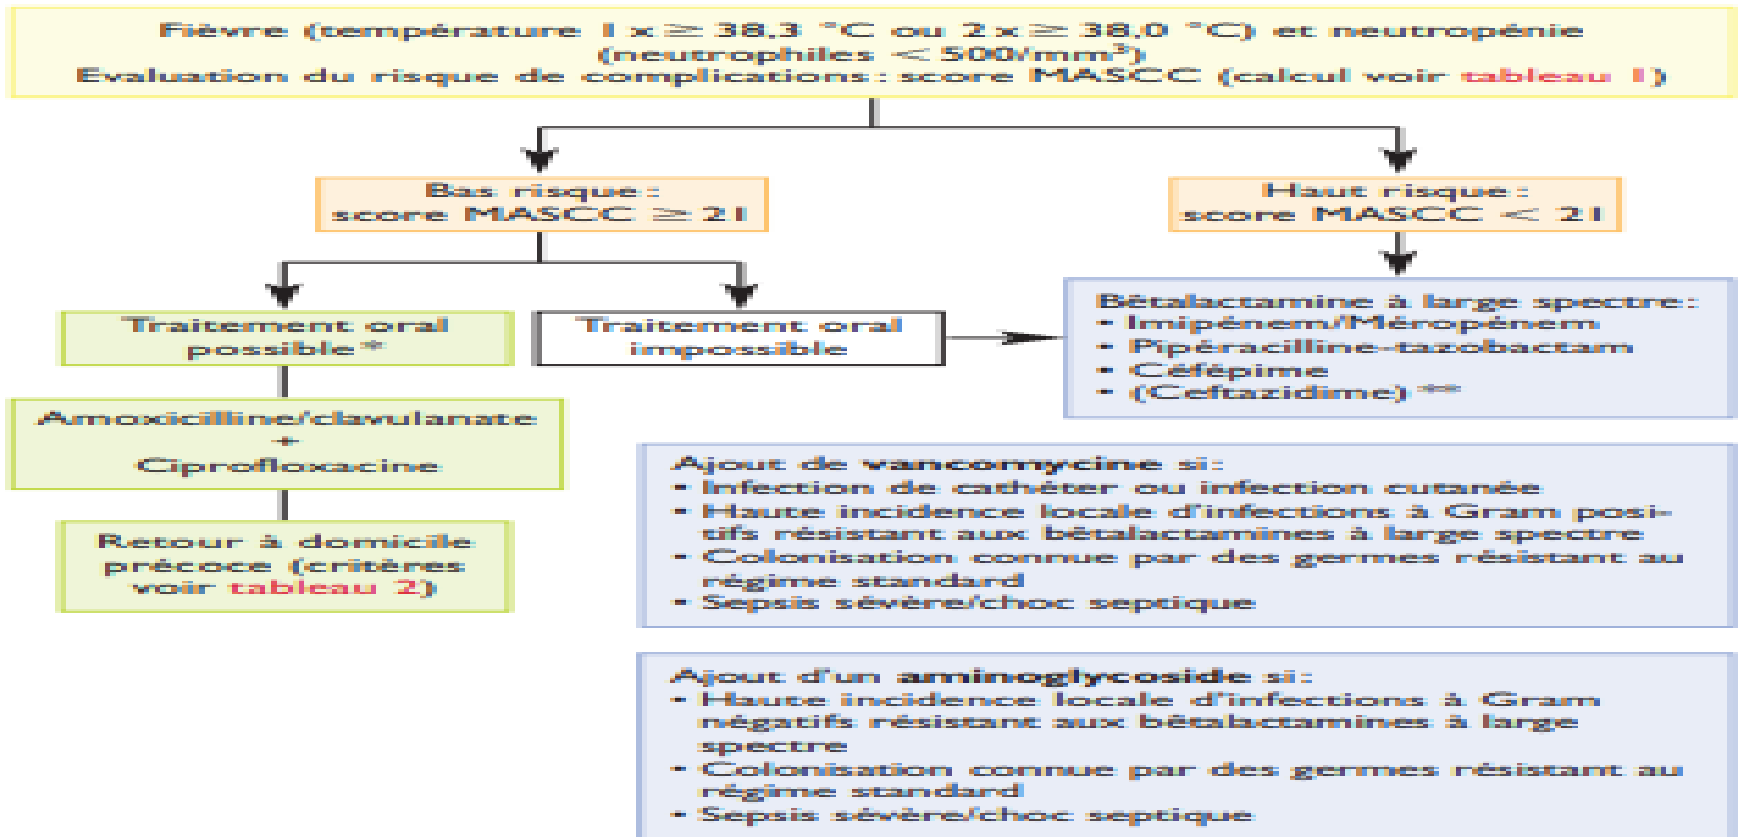 Fièvre (température 1 x ≥ 38,3 °C ou 2 x ≥ 38,0 °C) et neutropénie
(neutrophiles < 500/mm³)
Evaluation du risque de complications : score MASCC (calcul voir tableau 1)
Bas risque :
score MASCC ≥ 21
Haut risque :
score MASCC < 21
Traitement oral
possible*
Traitement oral
impossible
Bêtalactamine à large spectre :
• Imipénem/Méropénem
• Pipéracilline-tazobactam
• Céfépime
• (Ceftazidime)**
Amoxicilline/clavulanate
+
Ciprofloxacine
Retour à domicile
précoce (critères
voir tableau 2)
Ajout de vancomycine si :
• Infection de cathéter ou infection cutanée
• Haute incidence locale d'infections à Gram posi-
tifs résistant aux bêtalactamines à large spectre
• Colonisation connue par des germes résistant au
régime standard
• Sepsis sévère/choc septique
Ajout d'un aminoglycoside si :
• Haute incidence locale d'infections à Gram
négatifs résistant aux bêtalactamines à large
spectre
• Colonisation connue par des germes résistant au
régime standard
• Sepsis sévère/choc septique